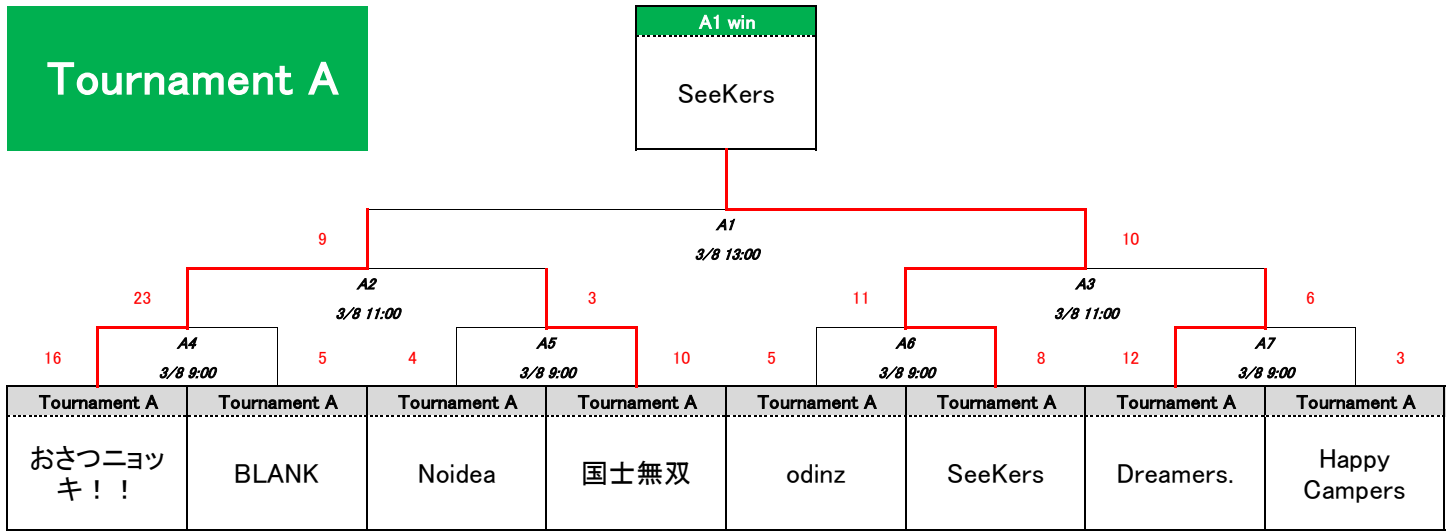 A1 win
Tournament A
SeeKers
A1
9
10
3/8 13:00
A2
A3
23
3
11
6
3/8 11:00
3/8 11:00
A4
A5
A6
A7
16
5
4
10
5
8
12
3
3/8 9:00
3/8 9:00
3/8 9:00
3/8 9:00
Tournament A
Tournament A
Tournament A
Tournament A
Tournament A
Tournament A
Tournament A
Tournament A
おさつニョッ
キ！！
BLANK
Noidea
国士無双
odinz
SeeKers
Dreamers.
Happy
Campers